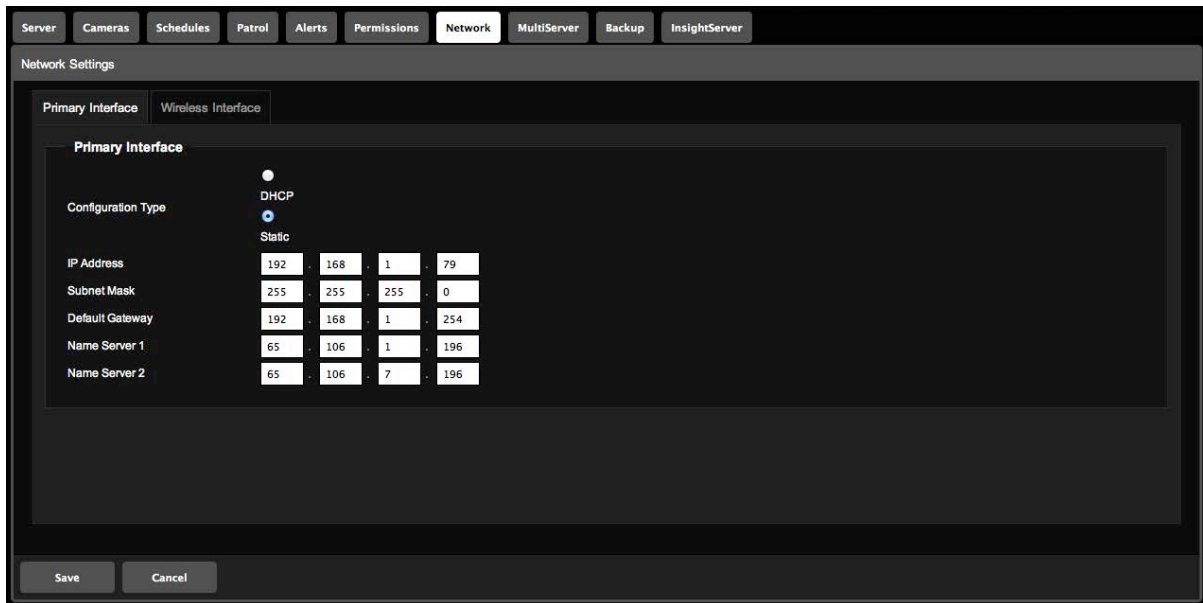 Server Cameras Schedules Patrol Alerts Permissions Network MultiServer Backup InsightServer
Network Settings
Primary Interface Wireless Interface
Primary Interface
DHCP
Configuration Type
Static
IP Address 192 . 168 . 1 . 79
Subnet Mask 255 . 255 . 255 . 0
Default Gateway 192 . 168 . 1 . 254
Name Server 1 65 . 106 . 1 . 196
Name Server 2 65 . 106 . 7 . 196
Save Cancel